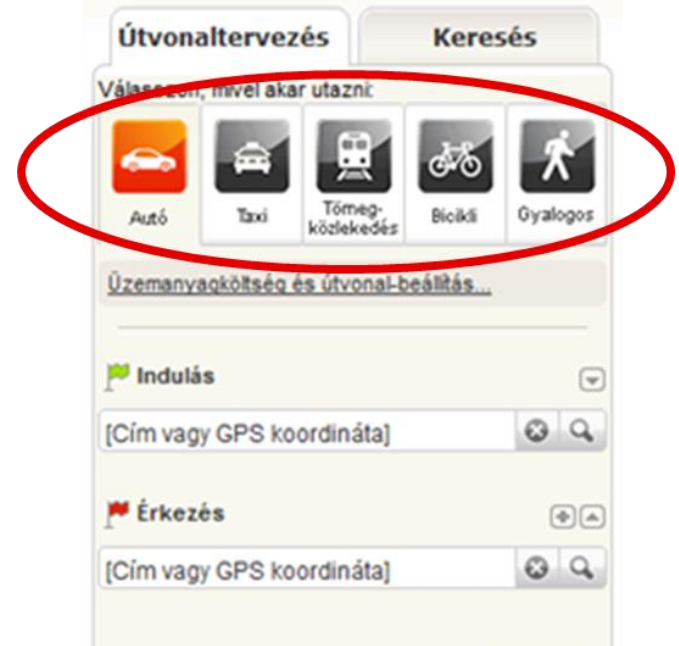 Útvonaltervezés Keresés
Válasszon, mivel akar utazni:
Autó Taxi Tömeg-közlekedés Bicikli Gyalogos
Üzemanyagköltség és útvonal-beállítás...
Indulás
[Cím vagy GPS koordináta]
Érkezés
[Cím vagy GPS koordináta]